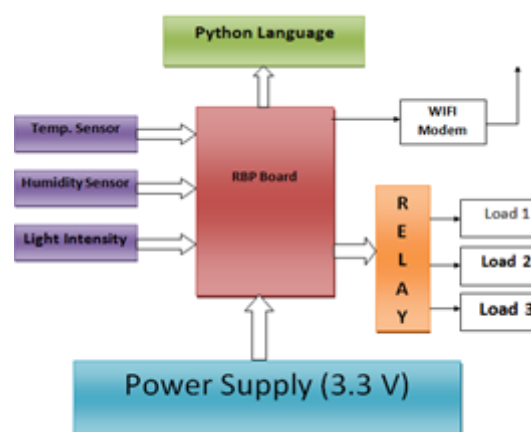 Python Language
Temp. Sensor
Humidity Sensor
Light Intensity
RBP Board
WIFI
Modem
R
E
L
A
Y
Load 1
Load 2
Load 3
Power Supply (3.3 V)